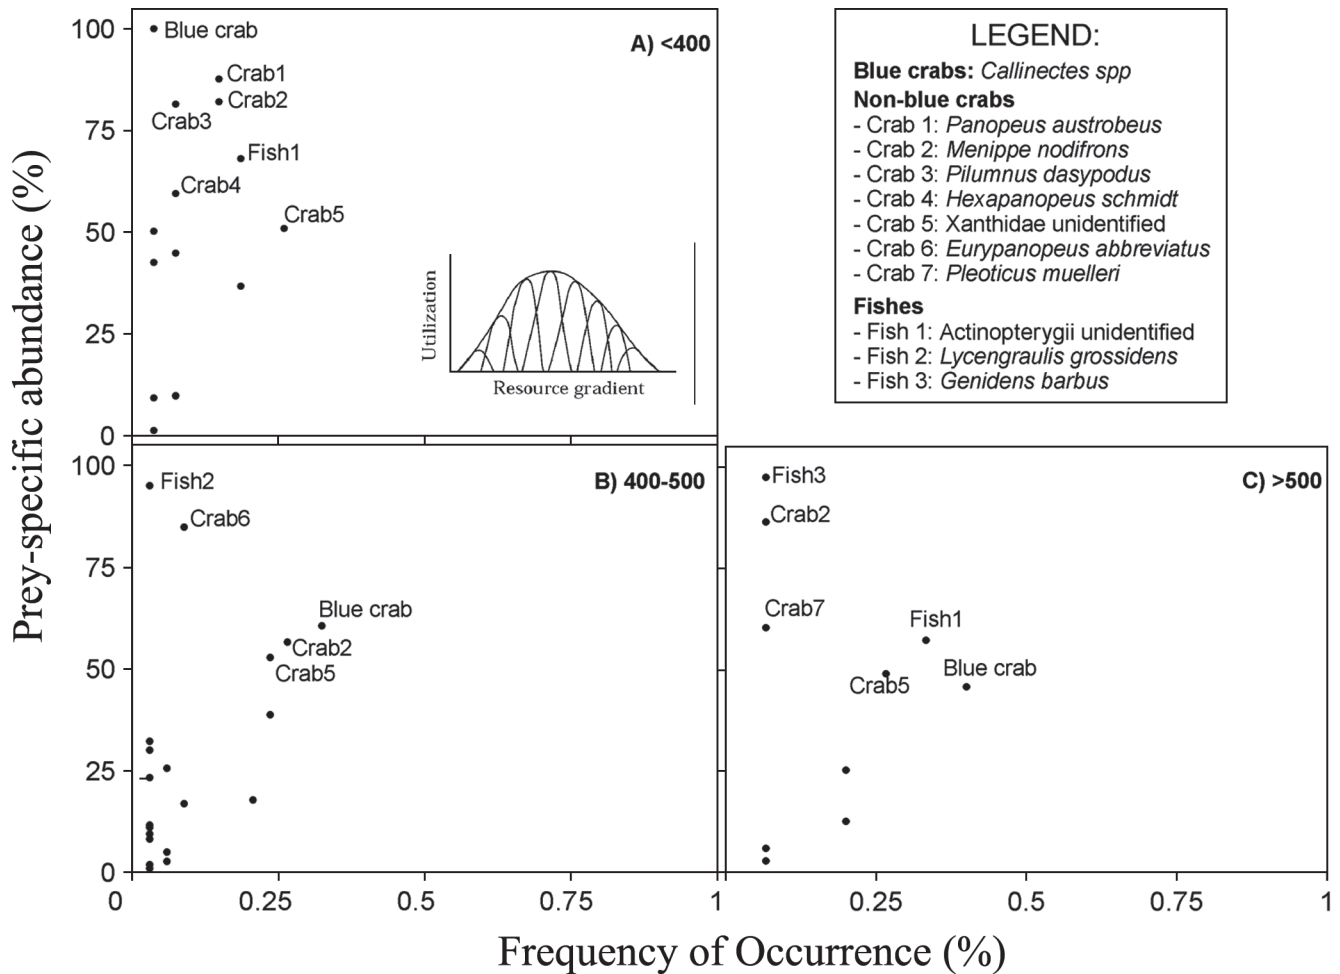 Prey-specific abundance (%)
100
75
50
25
0
A) <400
Blue crab
Crab1
Crab2
Crab3
Fish1
Crab4
Crab5
Utilization
Resource gradient
LEGEND:
Blue crabs: Callinectes spp
Non-blue crabs
- Crab 1: Panopeus austrobeus
- Crab 2: Menippe nodifrons
- Crab 3: Pilumnus dasypodus
- Crab 4: Hexapanopeus schmidt
- Crab 5: Xanthidae unidentified
- Crab 6: Eurypanopeus abbreviatus
- Crab 7: Pleoticus muelleri
Fishes
- Fish 1: Actinopterygii unidentified
- Fish 2: Lycengraulis grossidens
- Fish 3: Genidens barbus
100
75
50
25
0
B) 400-500
Fish2
Crab6
Blue crab
Crab2
Crab5
C) >500
Fish3
Crab2
Crab7
Fish1
Blue crab
Crab5
0 0.25 0.5 0.75 1 0.25 0.5 0.75 1
Frequency of Occurrence (%)